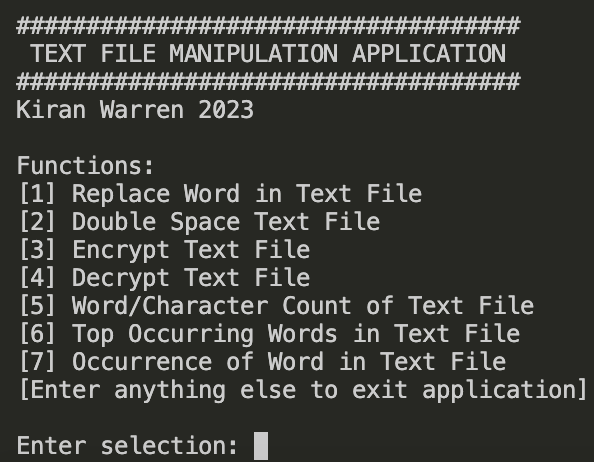 ####################################
TEXT FILE MANIPULATION APPLICATION
####################################
Kiran Warren 2023
Functions:
[1] Replace Word in Text File
[2] Double Space Text File
[3] Encrypt Text File
[4] Decrypt Text File
[5] Word/Character Count of Text File
[6] Top Occurring Words in Text File
[7] Occurrence of Word in Text File
[Enter anything else to exit application]
Enter selection: